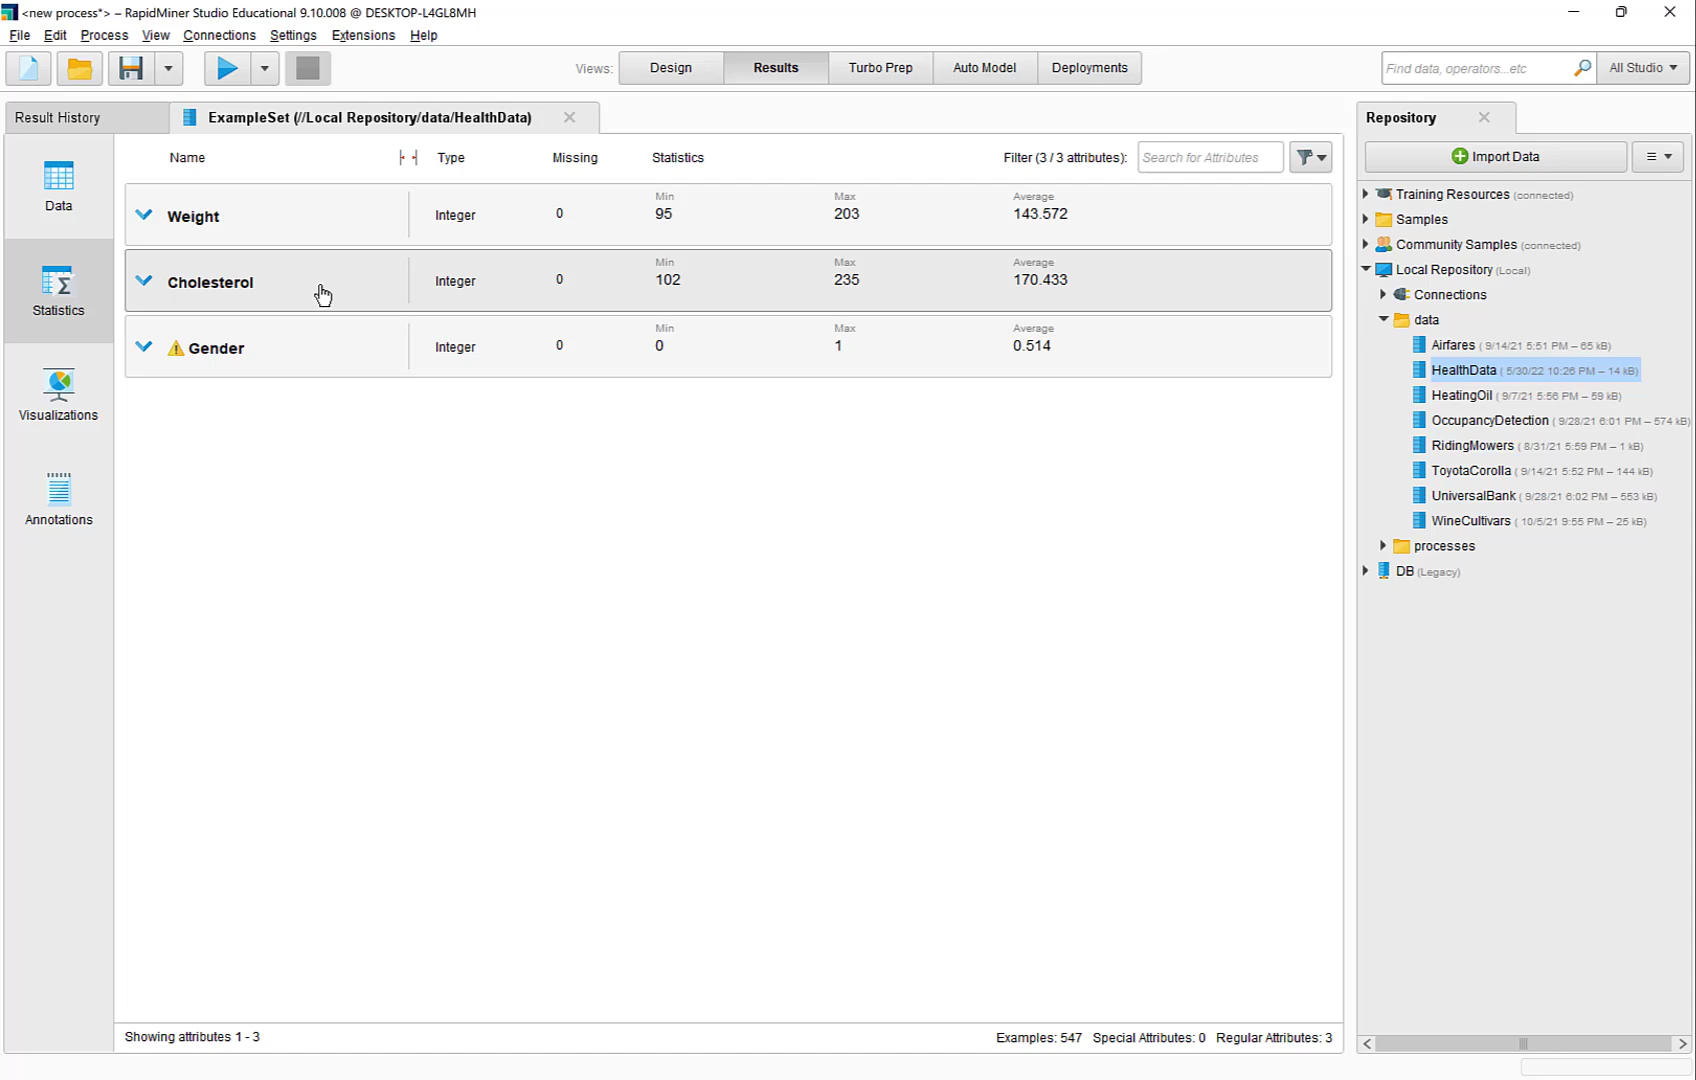 <new process*> – RapidMiner Studio Educational 9.10.008 @ DESKTOP-L4GL8MH
File Edit Process View Connections Settings Extensions Help
Views: Design Results Turbo Prep Auto Model Deployments Find data, operators...etc All Studio
Result History ExampleSet (//Local Repository/data/HealthData) Repository
Name Type Missing Statistics Filter (3 / 3 attributes): Search for Attributes Import Data
Data
Statistics
Visualizations
Annotations
Min Max Average
Weight Integer 0 95 203 143.572
Min Max Average
Cholesterol Integer 0 102 235 170.433
Min Max Average
Gender Integer 0 0 1 0.514
Training Resources (connected)
Samples
Community Samples (connected)
Local Repository (Local)
Connections
data
Airfares ( 9/14/21 5:51 PM – 65 kB)
HealthData ( 5/30/22 10:26 PM – 14 kB)
HeatingOil ( 9/7/21 5:56 PM – 59 kB)
OccupancyDetection ( 9/28/21 6:01 PM – 574 kB)
RidingMowers ( 8/31/21 5:59 PM – 1 kB)
ToyotaCorolla ( 9/14/21 5:52 PM – 144 kB)
UniversalBank ( 9/28/21 6:02 PM – 553 kB)
WineCultivars ( 10/5/21 9:55 PM – 25 kB)
processes
DB (Legacy)
Showing attributes 1 - 3 Examples: 547 Special Attributes: 0 Regular Attributes: 3